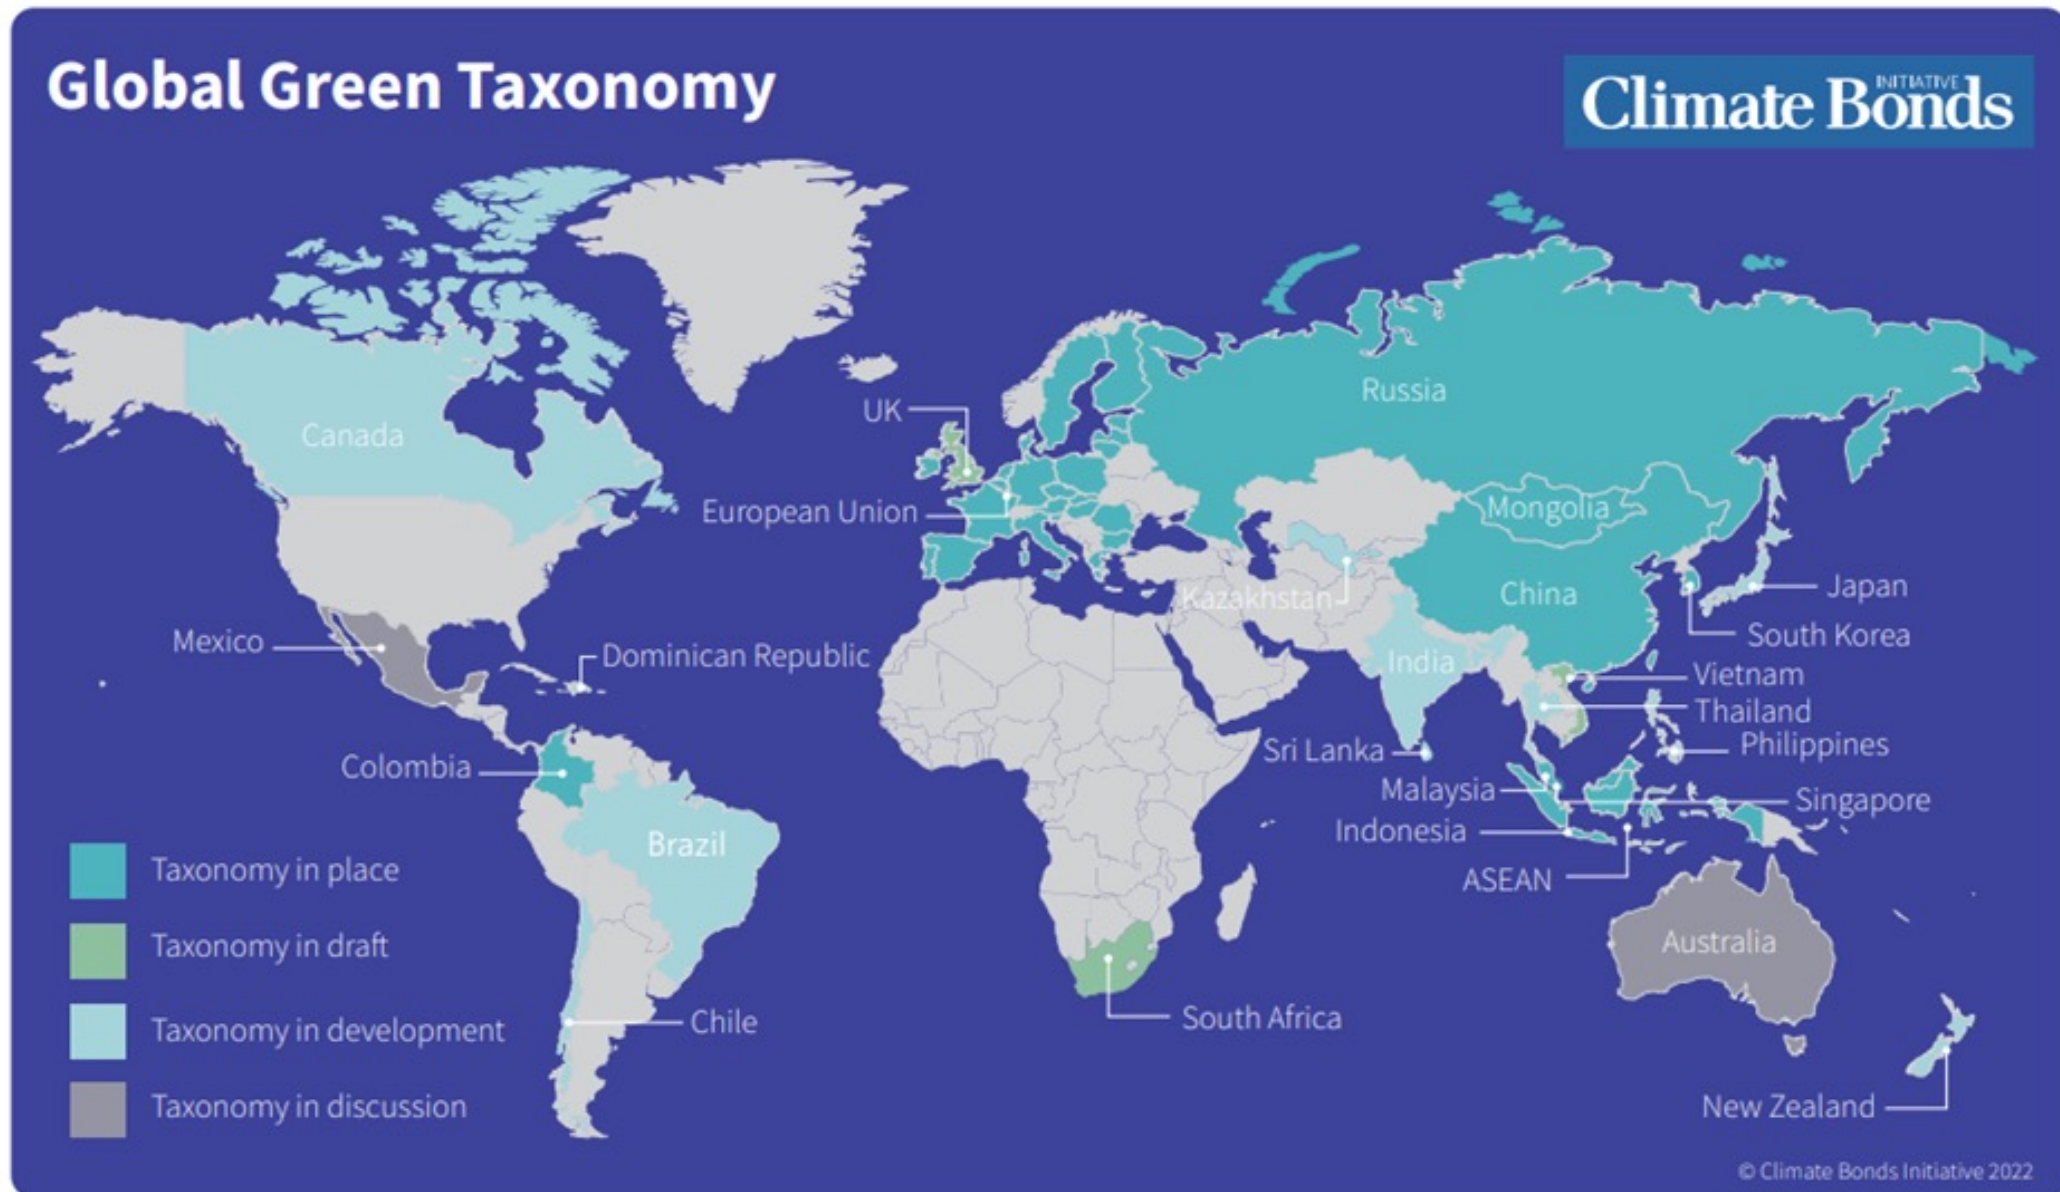 Global Green Taxonomy
INITIATIVE
Climate Bonds
Canada
UK
Russia
European Union
Mongolia
Kazakhstan
China
Japan
South Korea
Mexico
Dominican Republic
India
Vietnam
Thailand
Philippines
Sri Lanka
Colombia
Malaysia
Singapore
Indonesia
ASEAN
Brazil
Australia
South Africa
Chile
New Zealand
Taxonomy in place
Taxonomy in draft
Taxonomy in development
Taxonomy in discussion
© Climate Bonds Initiative 2022